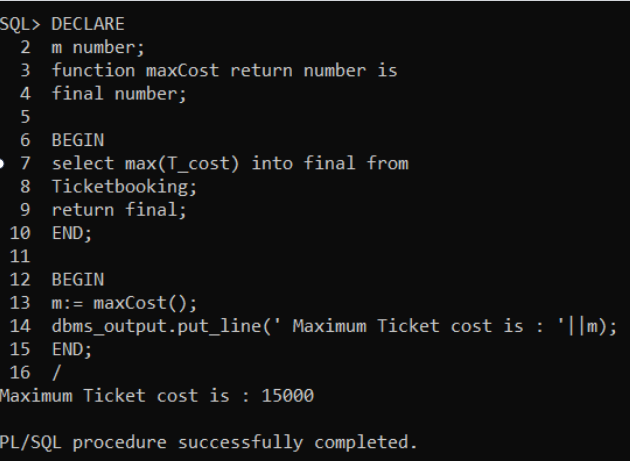 SQL> DECLARE
2 m number;
3 function maxCost return number is
4 final number;
5
6 BEGIN
7 select max(T_cost) into final from
8 Ticketbooking;
9 return final;
10 END;
11
12 BEGIN
13 m:= maxCost();
14 dbms_output.put_line(' Maximum Ticket cost is : '||m);
15 END;
16 /
Maximum Ticket cost is : 15000
PL/SQL procedure successfully completed.